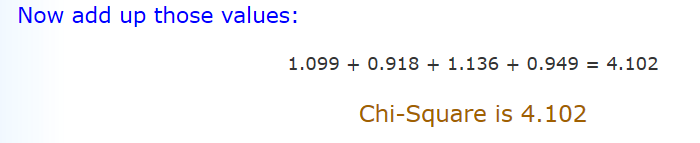 Now add up those values:
1.099 + 0.918 + 1.136 + 0.949 = 4.102
Chi-Square is 4.102